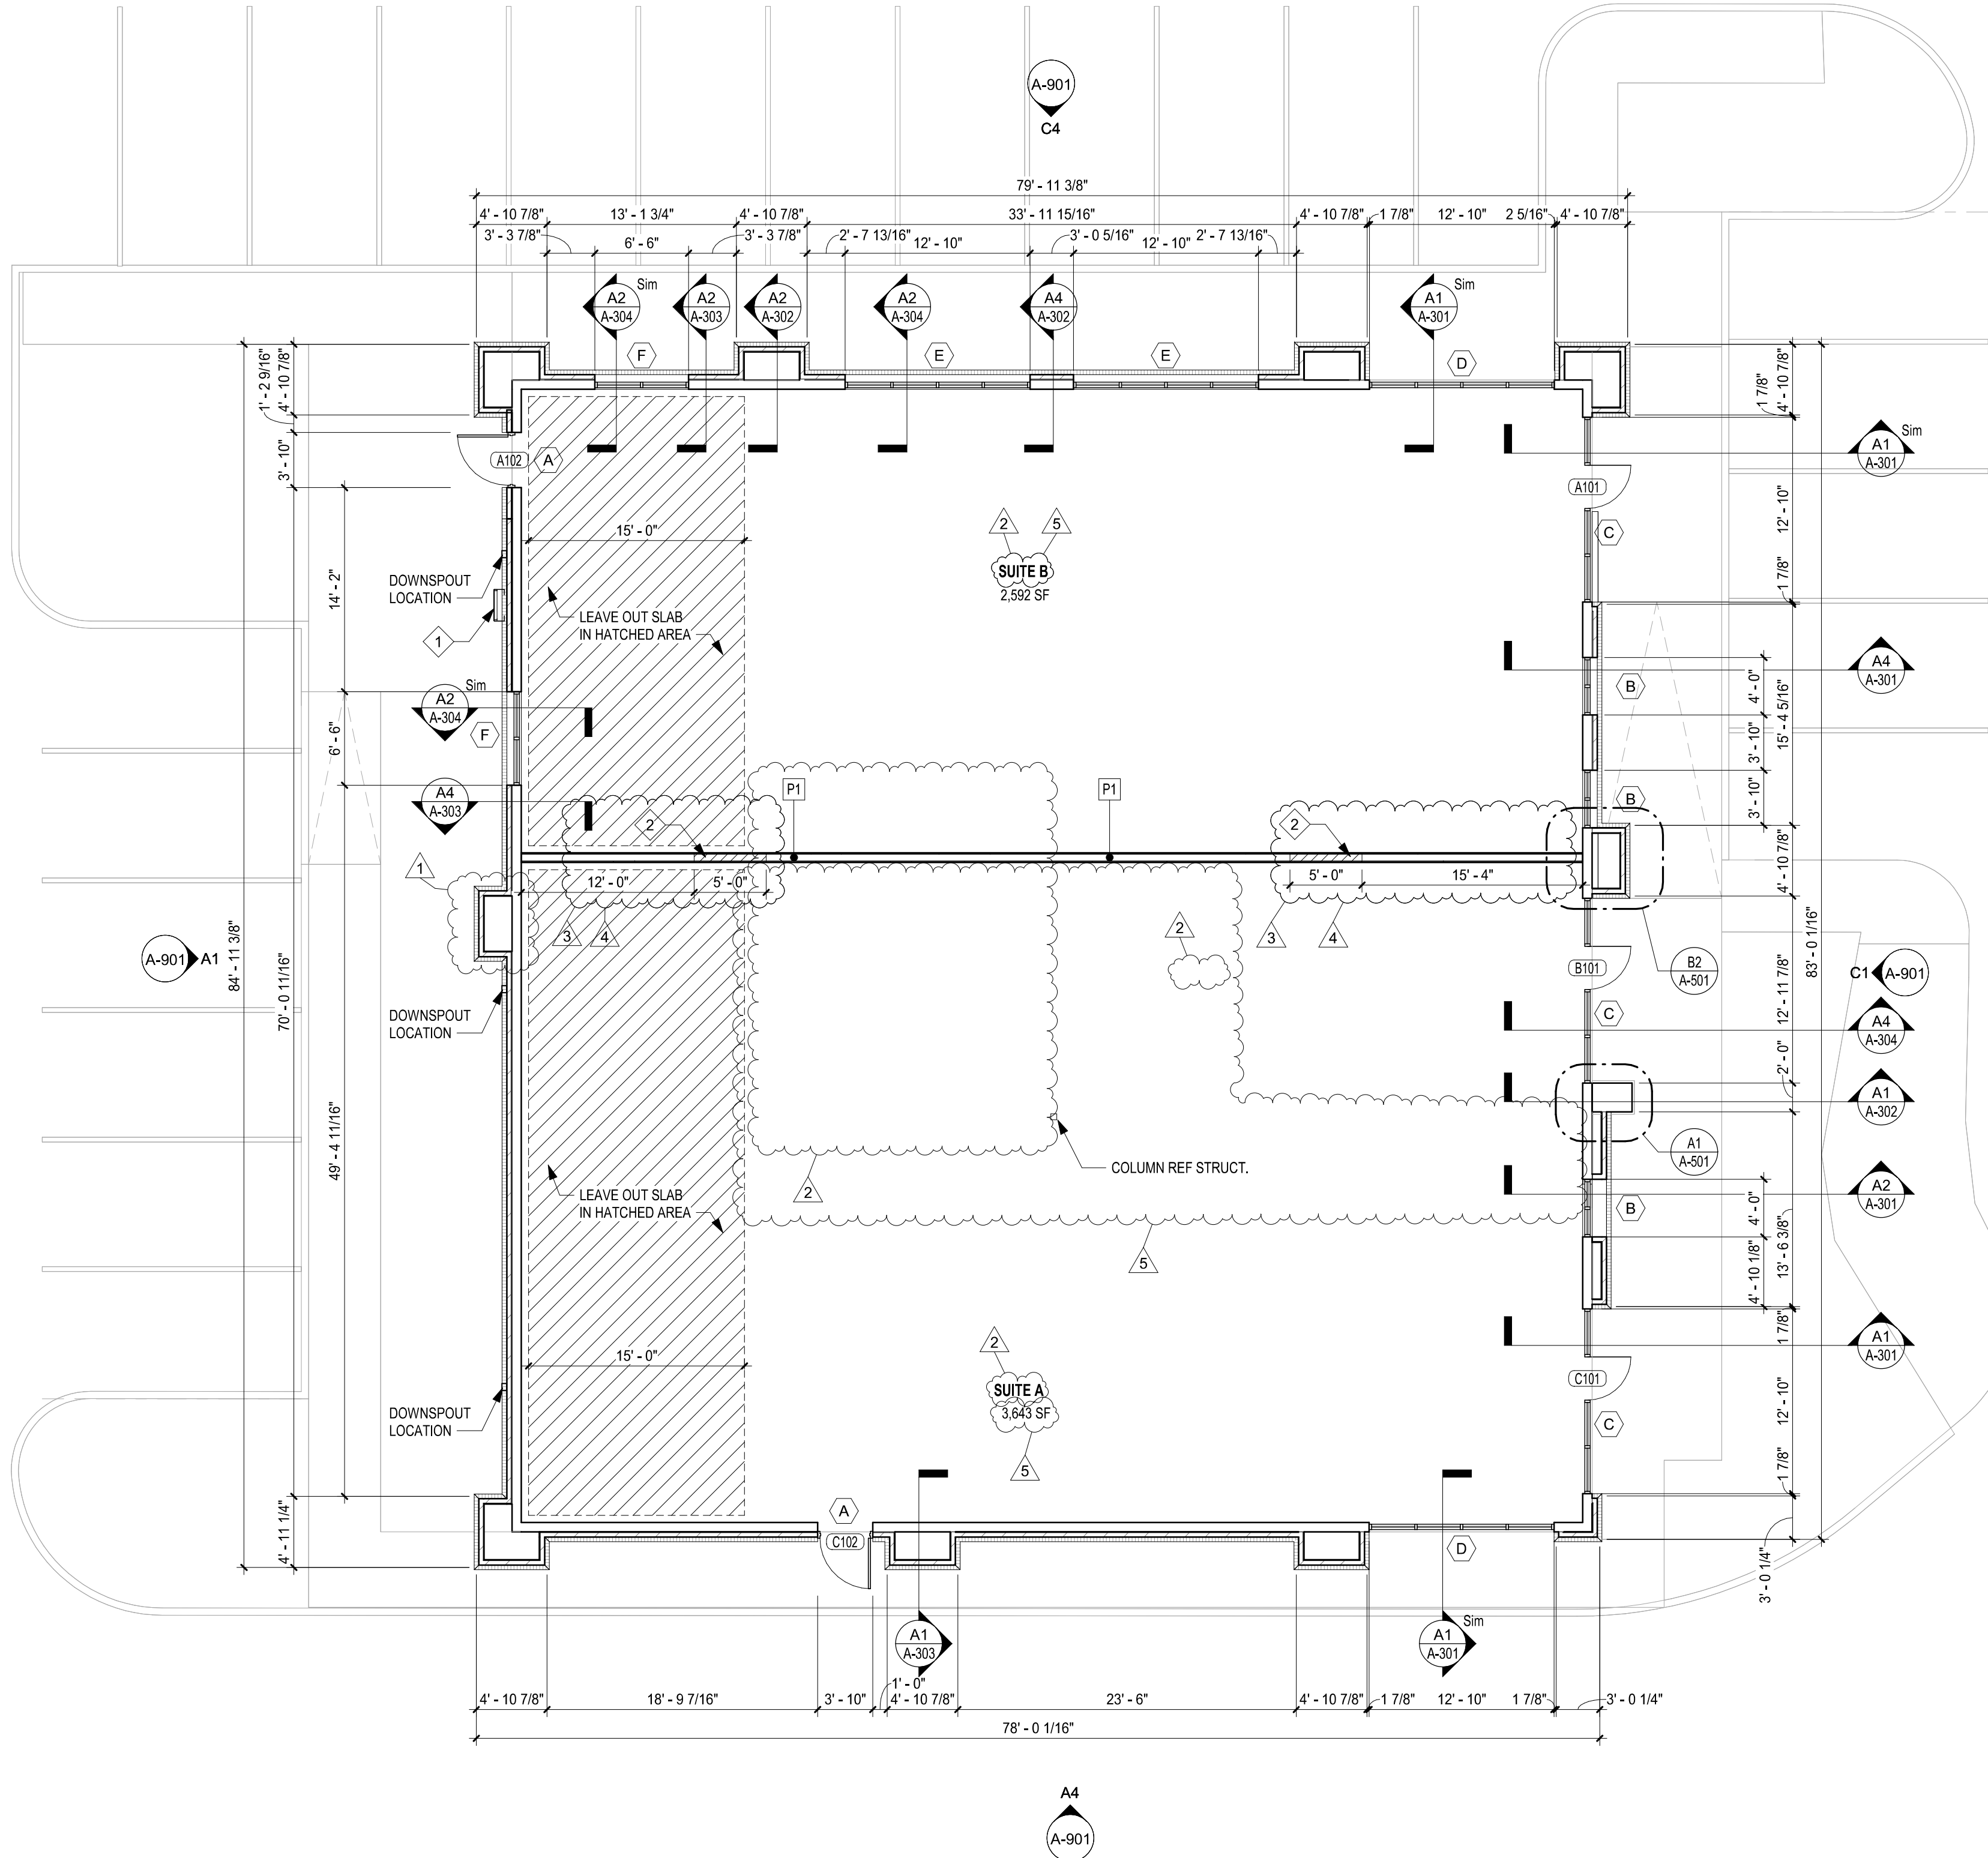 A-901
C4
79' - 11 3/8"
4' - 10 7/8"
13' - 1 3/4"
4' - 10 7/8"
33' - 11 15/16"
4' - 10 7/8"
1 7/8"
12' - 10"
2 5/16"
4' - 10 7/8"
3' - 3 7/8"
6' - 6"
3' - 3 7/8"
2' - 7 13/16"
12' - 10"
3' - 0 5/16"
12' - 10"
2' - 7 13/16"
A2
A-304
Sim
A2
A-303
A2
A-302
A2
A-304
A4
A-302
A1
A-301
Sim
F
E
E
D
1' - 2 9/16"
4' - 10 7/8"
3' - 10"
14' - 2"
6' - 6"
84' - 11 3/8"
70' - 0 11/16"
49' - 4 11/16"
4' - 11 1/4"
A102
A
15' - 0"
DOWNSPOUT
LOCATION
1
LEAVE OUT SLAB
IN HATCHED AREA
2
5
SUITE B
2,592 SF
A2
A-304
Sim
F
A4
A-303
1
2
P1
P1
2
12' - 0"
5' - 0"
5' - 0"
15' - 4"
3
4
3
4
2
A-901
A1
DOWNSPOUT
LOCATION
COLUMN REF STRUCT.
2
LEAVE OUT SLAB
IN HATCHED AREA
5
15' - 0"
2
SUITE A
3,643 SF
5
DOWNSPOUT
LOCATION
A
C102
D
1 7/8"
4' - 10 7/8"
A1
A-301
Sim
A101
C
12' - 10"
1 7/8"
A4
A-301
B
4' - 0"
15' - 4 5/16"
3' - 10"
B
3' - 10"
4' - 10 7/8"
83' - 0 1/16"
B101
B2
A-501
C1
A-901
C
12' - 11 7/8"
A4
A-304
2' - 0"
A1
A-302
A1
A-501
A2
A-301
B
4' - 0"
13' - 6 3/8"
4' - 10 1/8"
1 7/8"
A1
A-301
C101
C
12' - 10"
1 7/8"
3' - 0 1/4"
A1
A-303
A1
A-301
Sim
4' - 10 7/8"
18' - 9 7/16"
3' - 10"
1' - 0"
4' - 10 7/8"
23' - 6"
4' - 10 7/8"
1 7/8"
12' - 10"
1 7/8"
3' - 0 1/4"
78' - 0 1/16"
A4
A-901